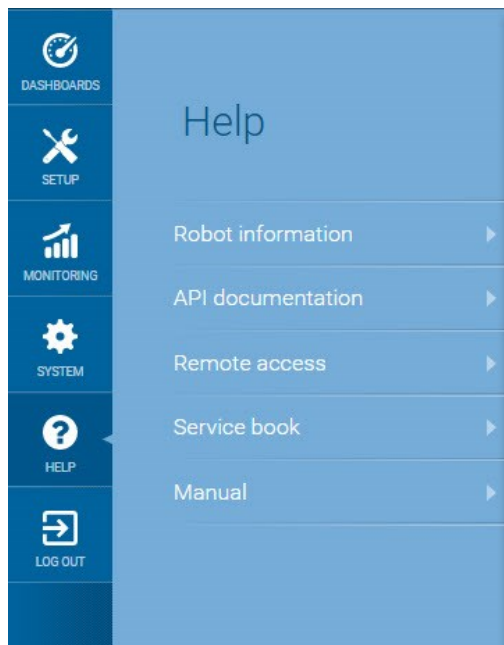 DASHBOARDS
SETUP
MONITORING
SYSTEM
HELP
LOG OUT
Help
Robot information
API documentation
Remote access
Service book
Manual